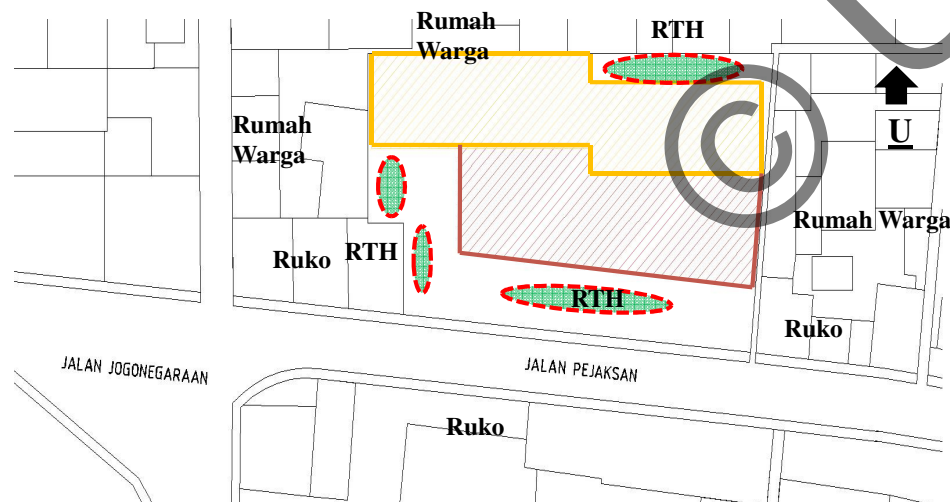 Rumah
Warga
RTH
U
Rumah
Warga
Rumah Warga
Ruko
RTH
RTH
Ruko
JALAN JOGONEGARAAN
JALAN PEJAKSAN
Ruko
©